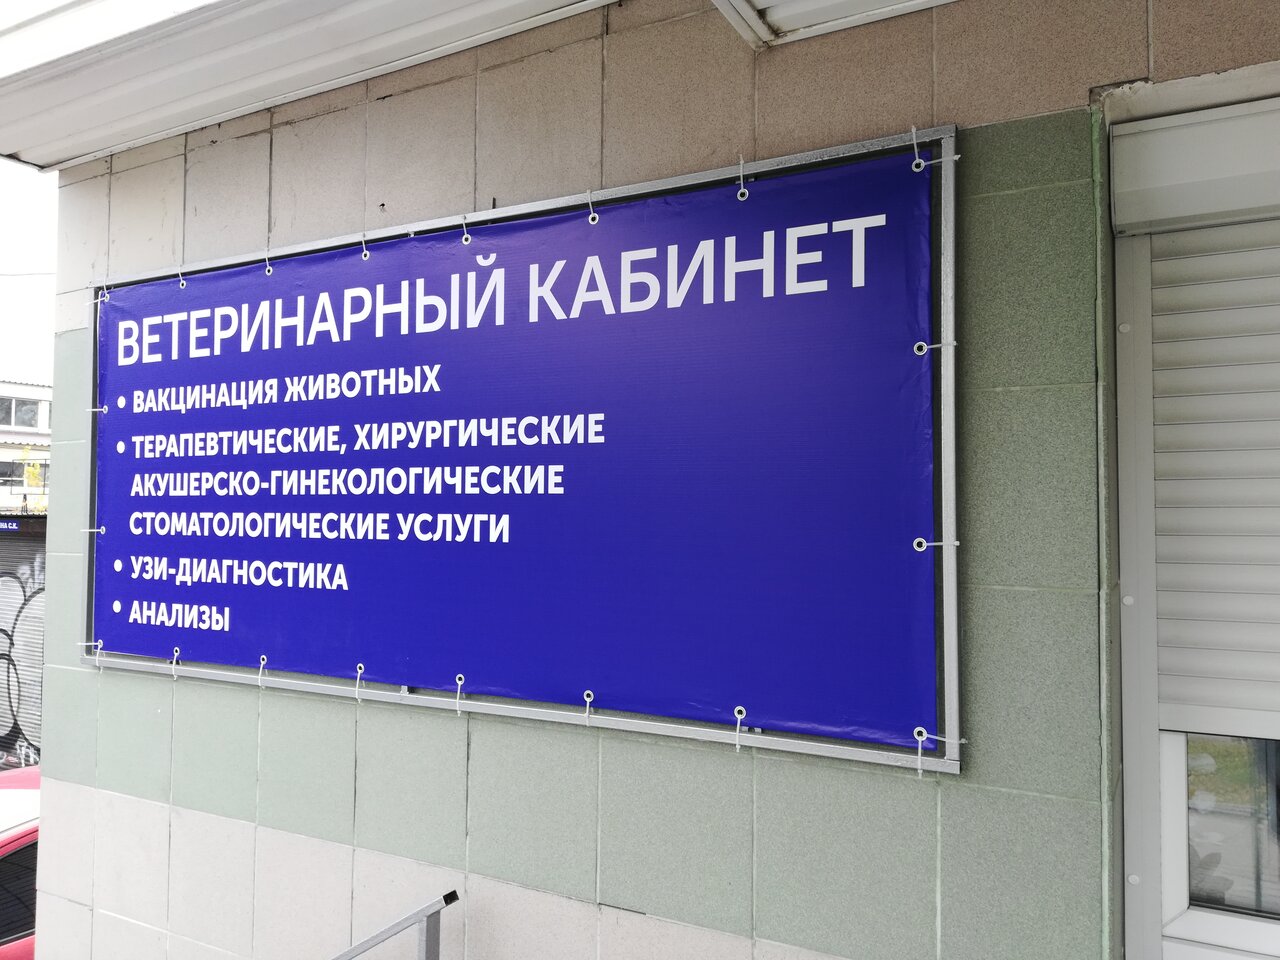 ВЕТЕРИНАРНЫЙ КАБИНЕТ
• ВАКЦИНАЦИЯ ЖИВОТНЫХ
• ТЕРАПЕВТИЧЕСКИЕ, ХИРУРГИЧЕСКИЕ
АКУШЕРСКО-ГИНЕКОЛОГИЧЕСКИЕ
СТОМАТОЛОГИЧЕСКИЕ УСЛУГИ
• УЗИ-ДИАГНОСТИКА
• АНАЛИЗЫ